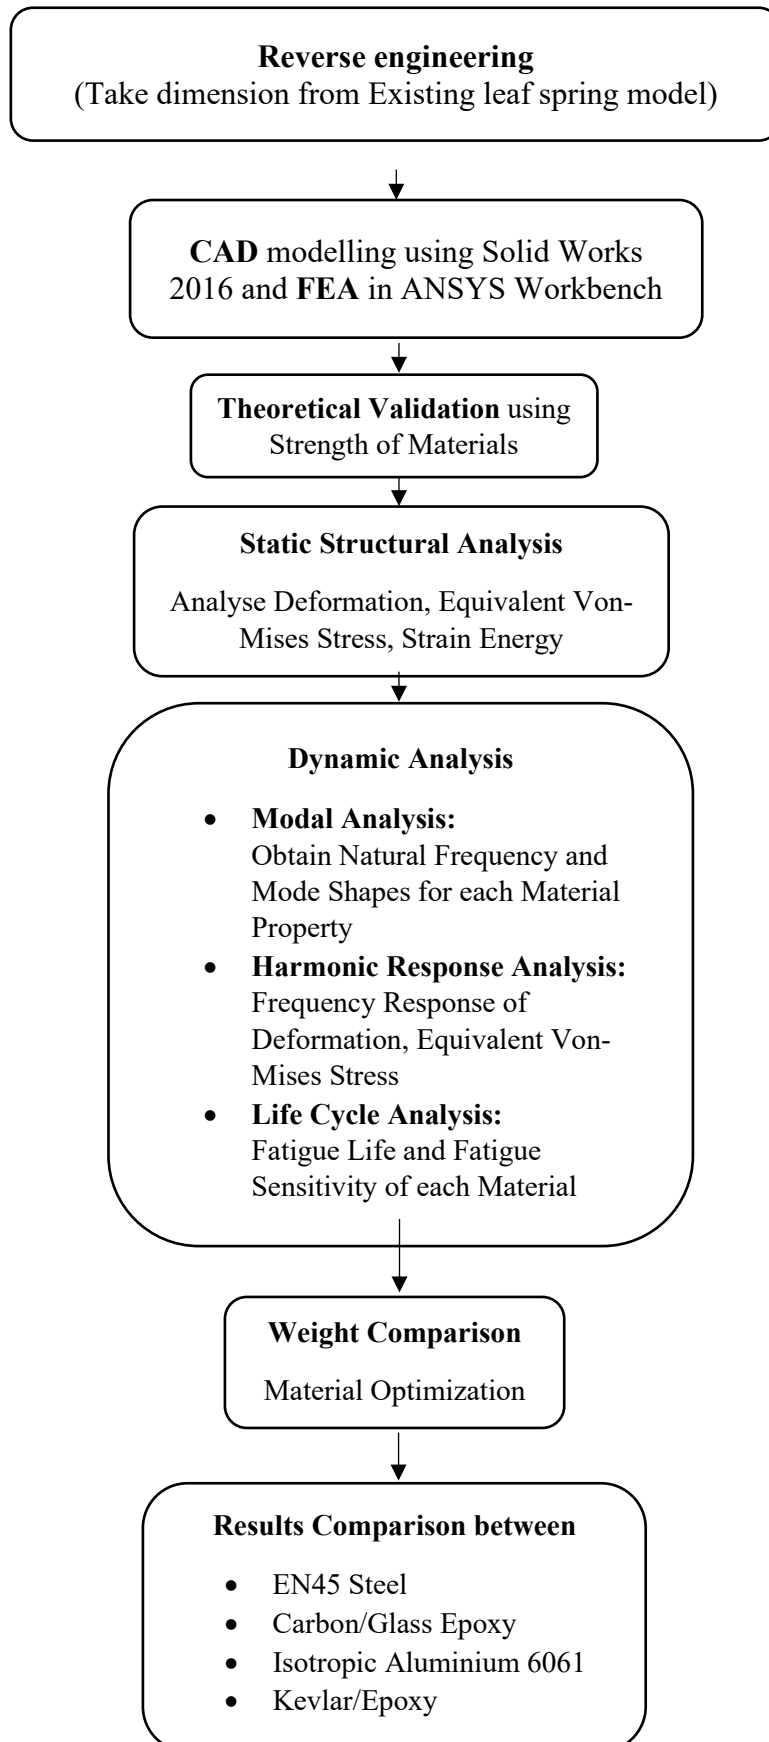 Reverse engineering
(Take dimension from Existing leaf spring model)
CAD modelling using Solid Works
2016 and FEA in ANSYS Workbench
Theoretical Validation using
Strength of Materials
Static Structural Analysis
Analyse Deformation, Equivalent Von-
Mises Stress, Strain Energy
Dynamic Analysis
• Modal Analysis:
Obtain Natural Frequency and
Mode Shapes for each Material
Property
• Harmonic Response Analysis:
Frequency Response of
Deformation, Equivalent Von-
Mises Stress
• Life Cycle Analysis:
Fatigue Life and Fatigue
Sensitivity of each Material
Weight Comparison
Material Optimization
Results Comparison between
• EN45 Steel
• Carbon/Glass Epoxy
• Isotropic Aluminium 6061
• Kevlar/Epoxy